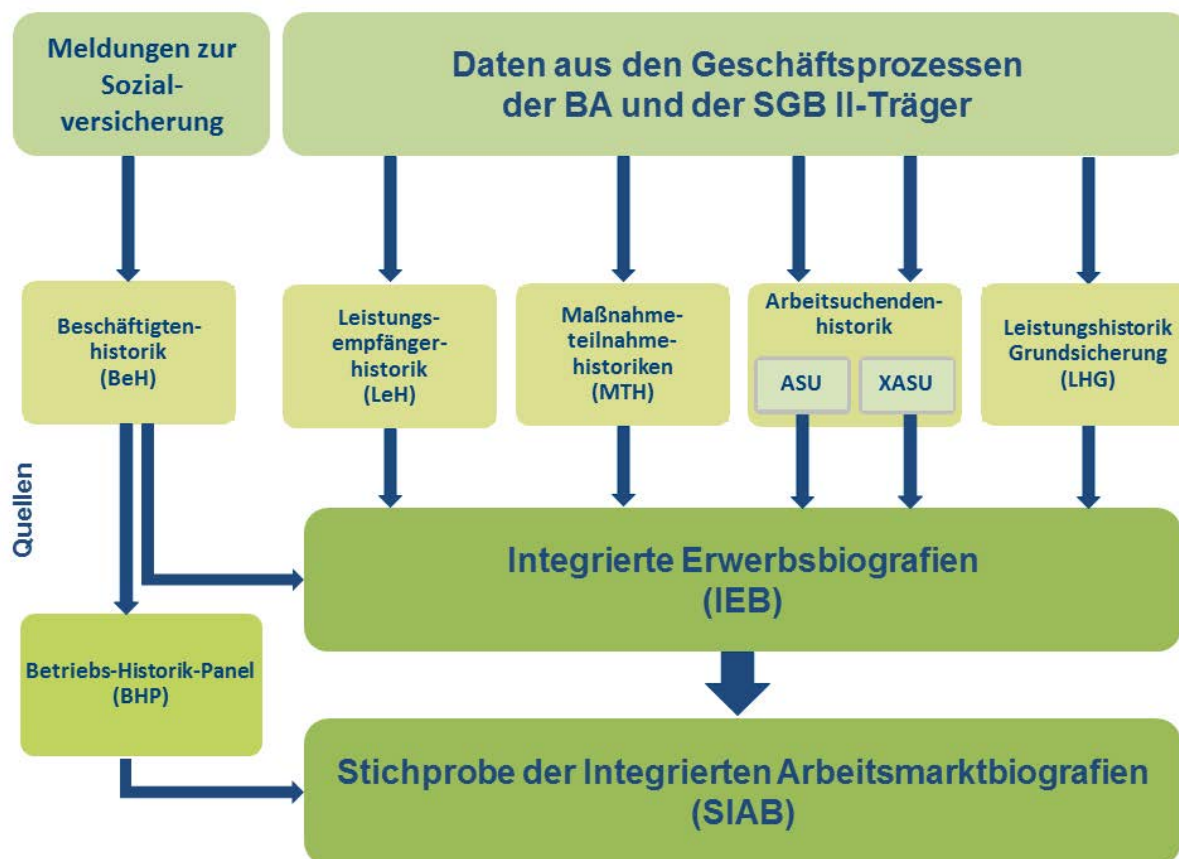 Meldungen zur
Sozial-
versicherung
Daten aus den Geschäftsprozessen
der BA und der SGB II-Träger
Beschäftigten-
historik
(BeH)
Leistungs-
empfänger-
historik
(LeH)
Maßnahme-
teilnahme-
historiken
(MTH)
Arbeitsuchenden-
historik
ASU
XASU
Leistungshistorik
Grundsicherung
(LHG)
Quellen
Integrierte Erwerbsbiografien
(IEB)
Betriebs-Historik-Panel
(BHP)
Stichprobe der Integrierten Arbeitsmarktbiografien
(SIAB)